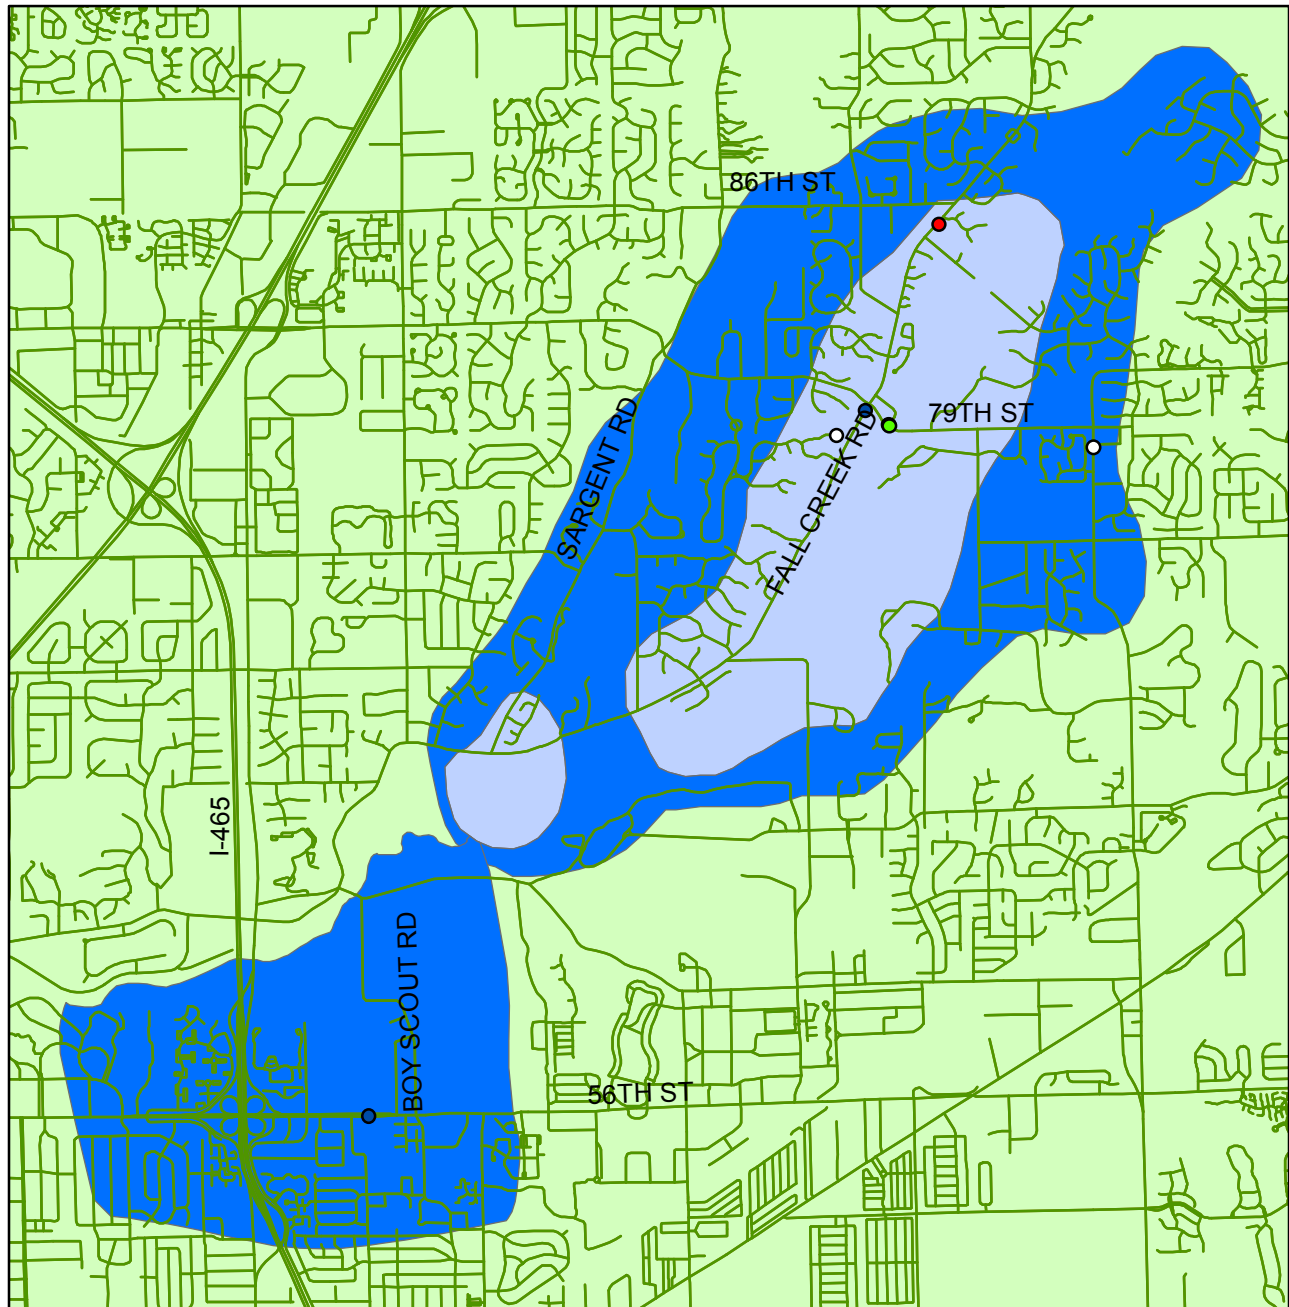 86TH ST
79TH ST
SARGENT RD
FALL CREEK RD
I-465
BOY SCOUT RD
56TH ST